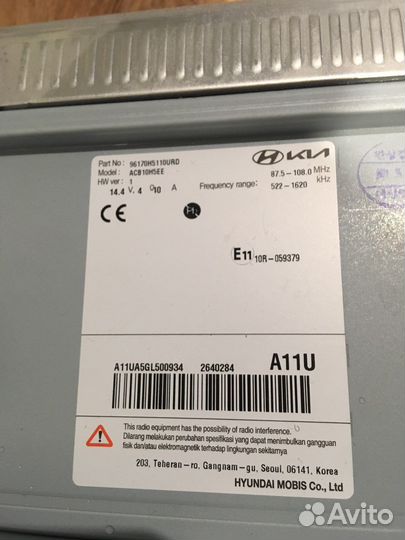 Part No : 96170H5110URD
Model : ACB10H5EE
HW ver : 1
14.4 V, 4 Ω 10 A
HYUNDAI KIA
87.5-108.0 MHz
Frequency range: 522-1620 kHz
CE
E11 10R-059379
A11UA5GL500934 2640284 A11U
This radio equipment has the possibility of radio interference.
Dilarang melakukan perubahan spesifikasi yang dapat menimbulkan gangguan
fisik dan/atau elektromagnetik terhadap lingkungan sekitarnya
203, Teheran-ro, Gangnam-gu, Seoul, 06141, Korea
HYUNDAI MOBIS Co., Ltd
Avito